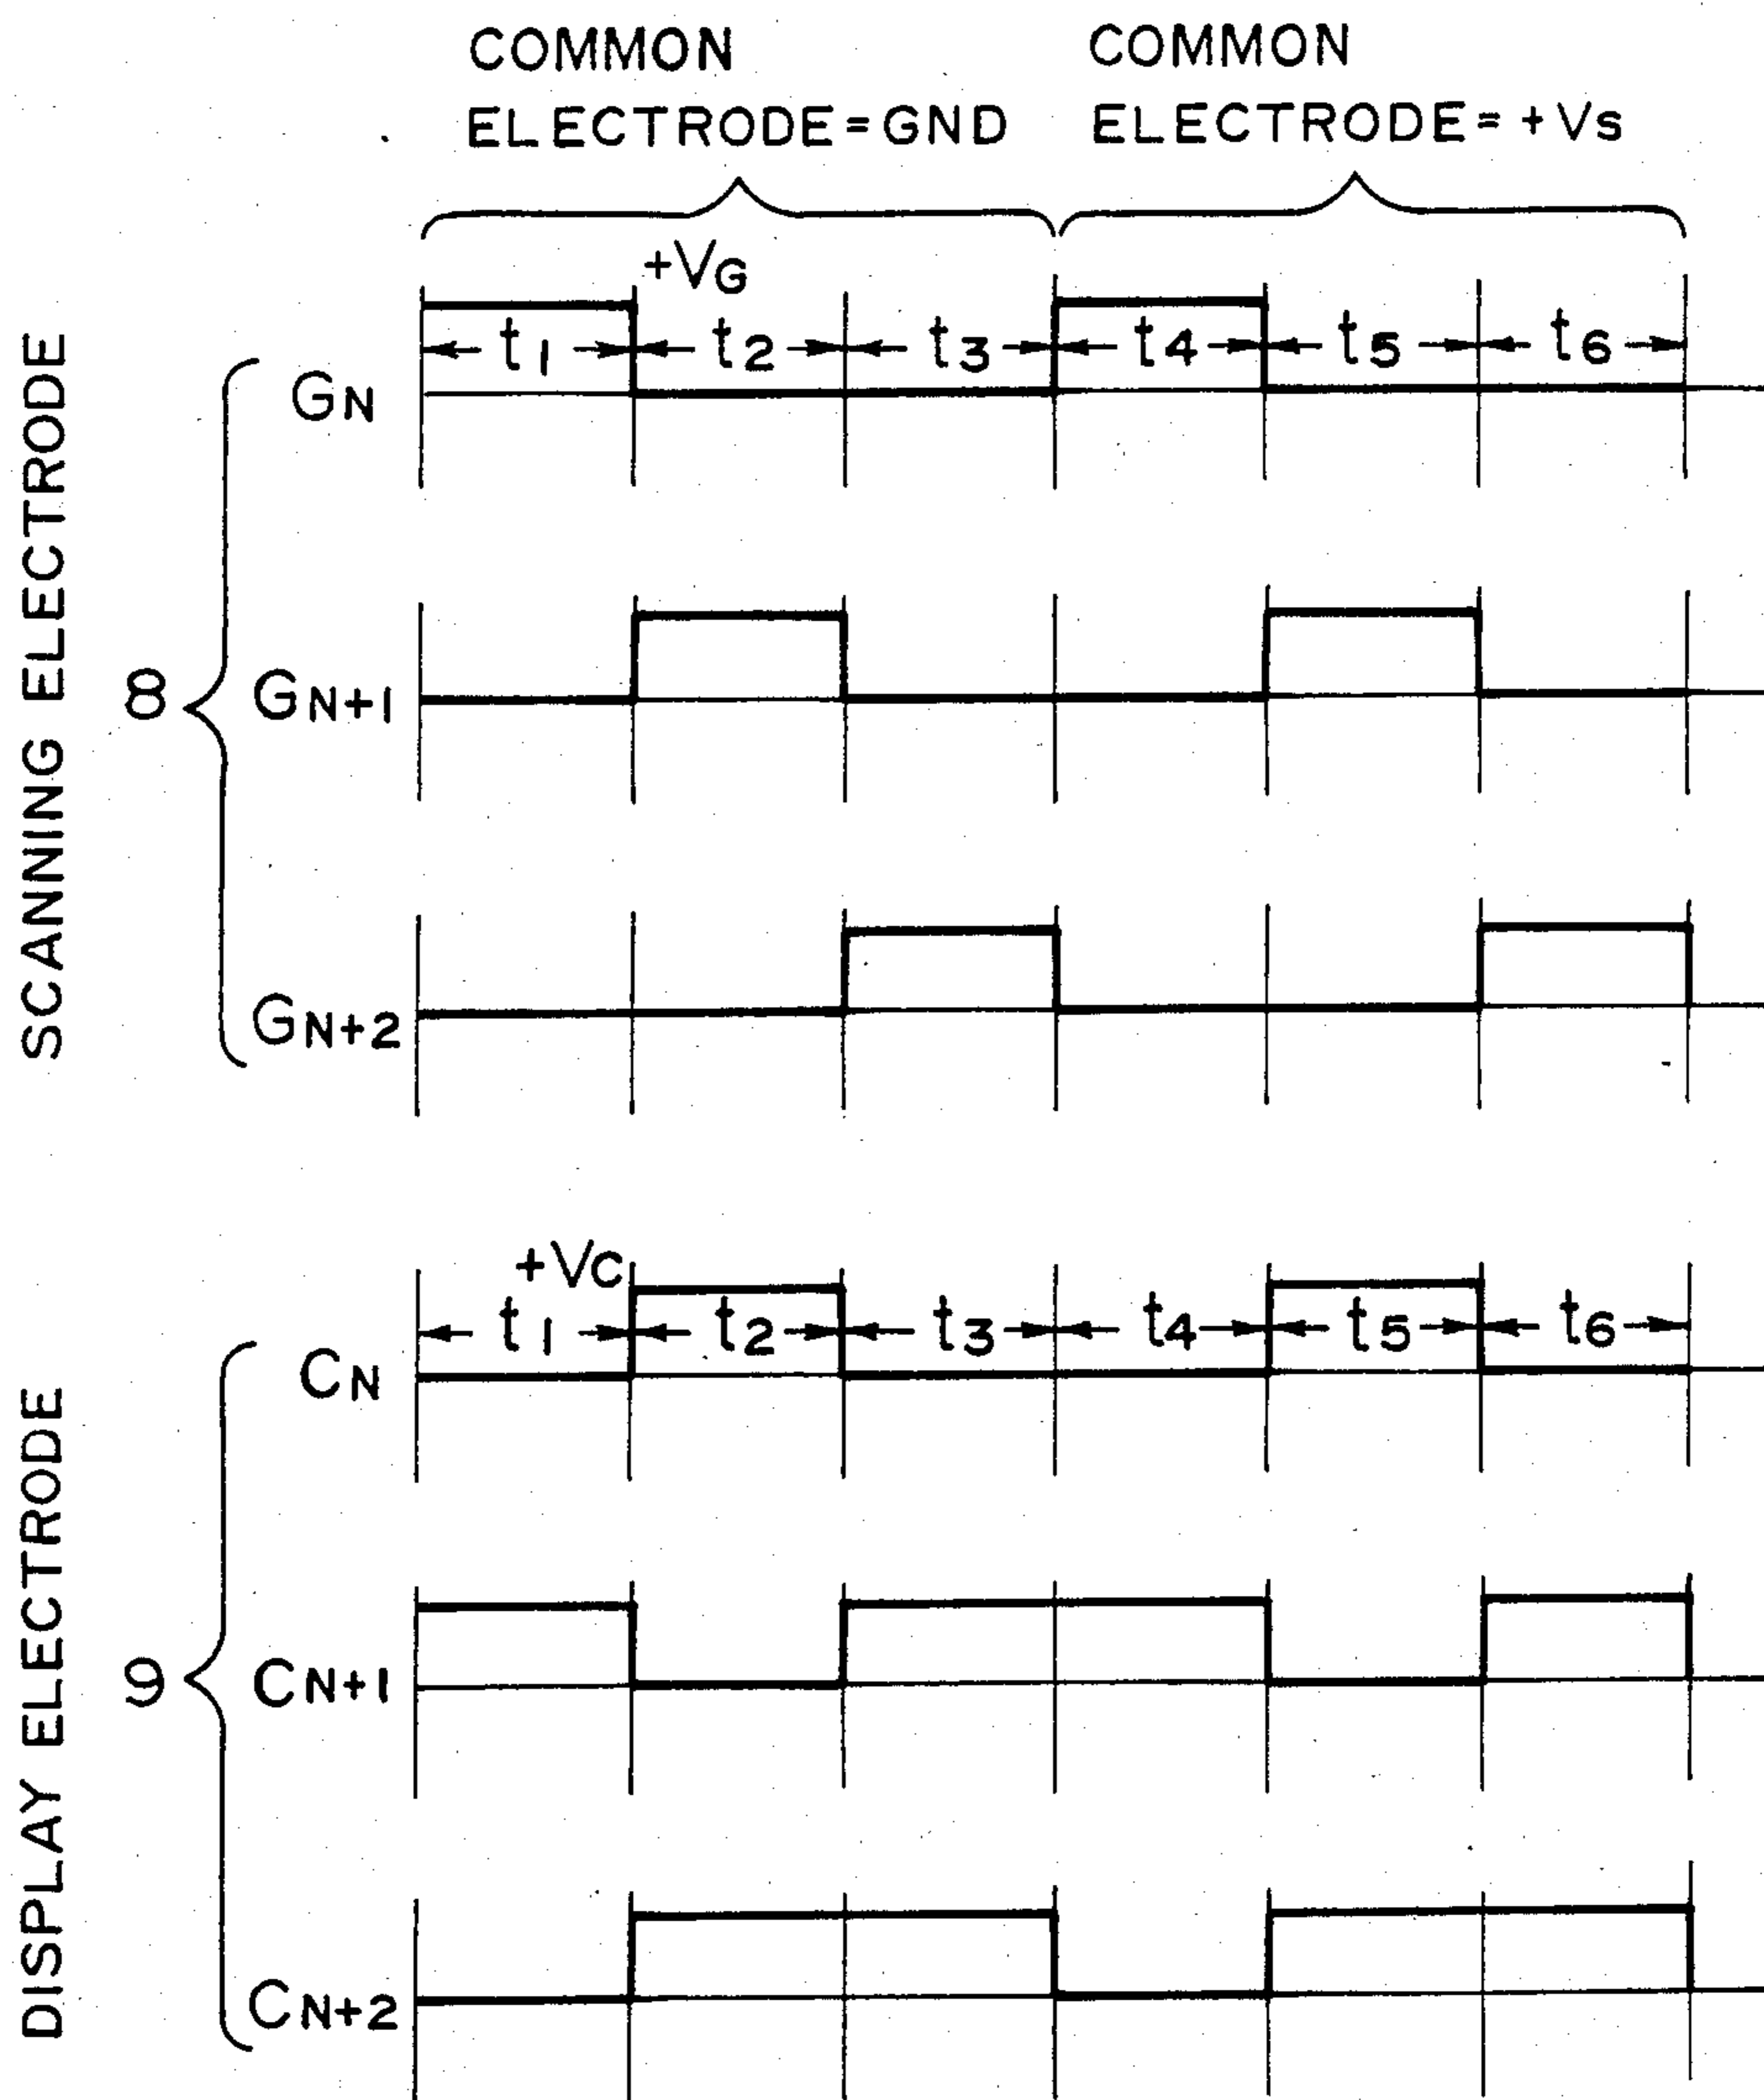 COMMON
ELECTRODE=GND
COMMON
ELECTRODE=+Vs
SCANNING ELECTRODE
8
+VG
t1 t2 t3 t4 t5 t6
GN
GN+1
GN+2
DISPLAY ELECTRODE
9
+VC
t1 t2 t3 t4 t5 t6
CN
CN+1
CN+2